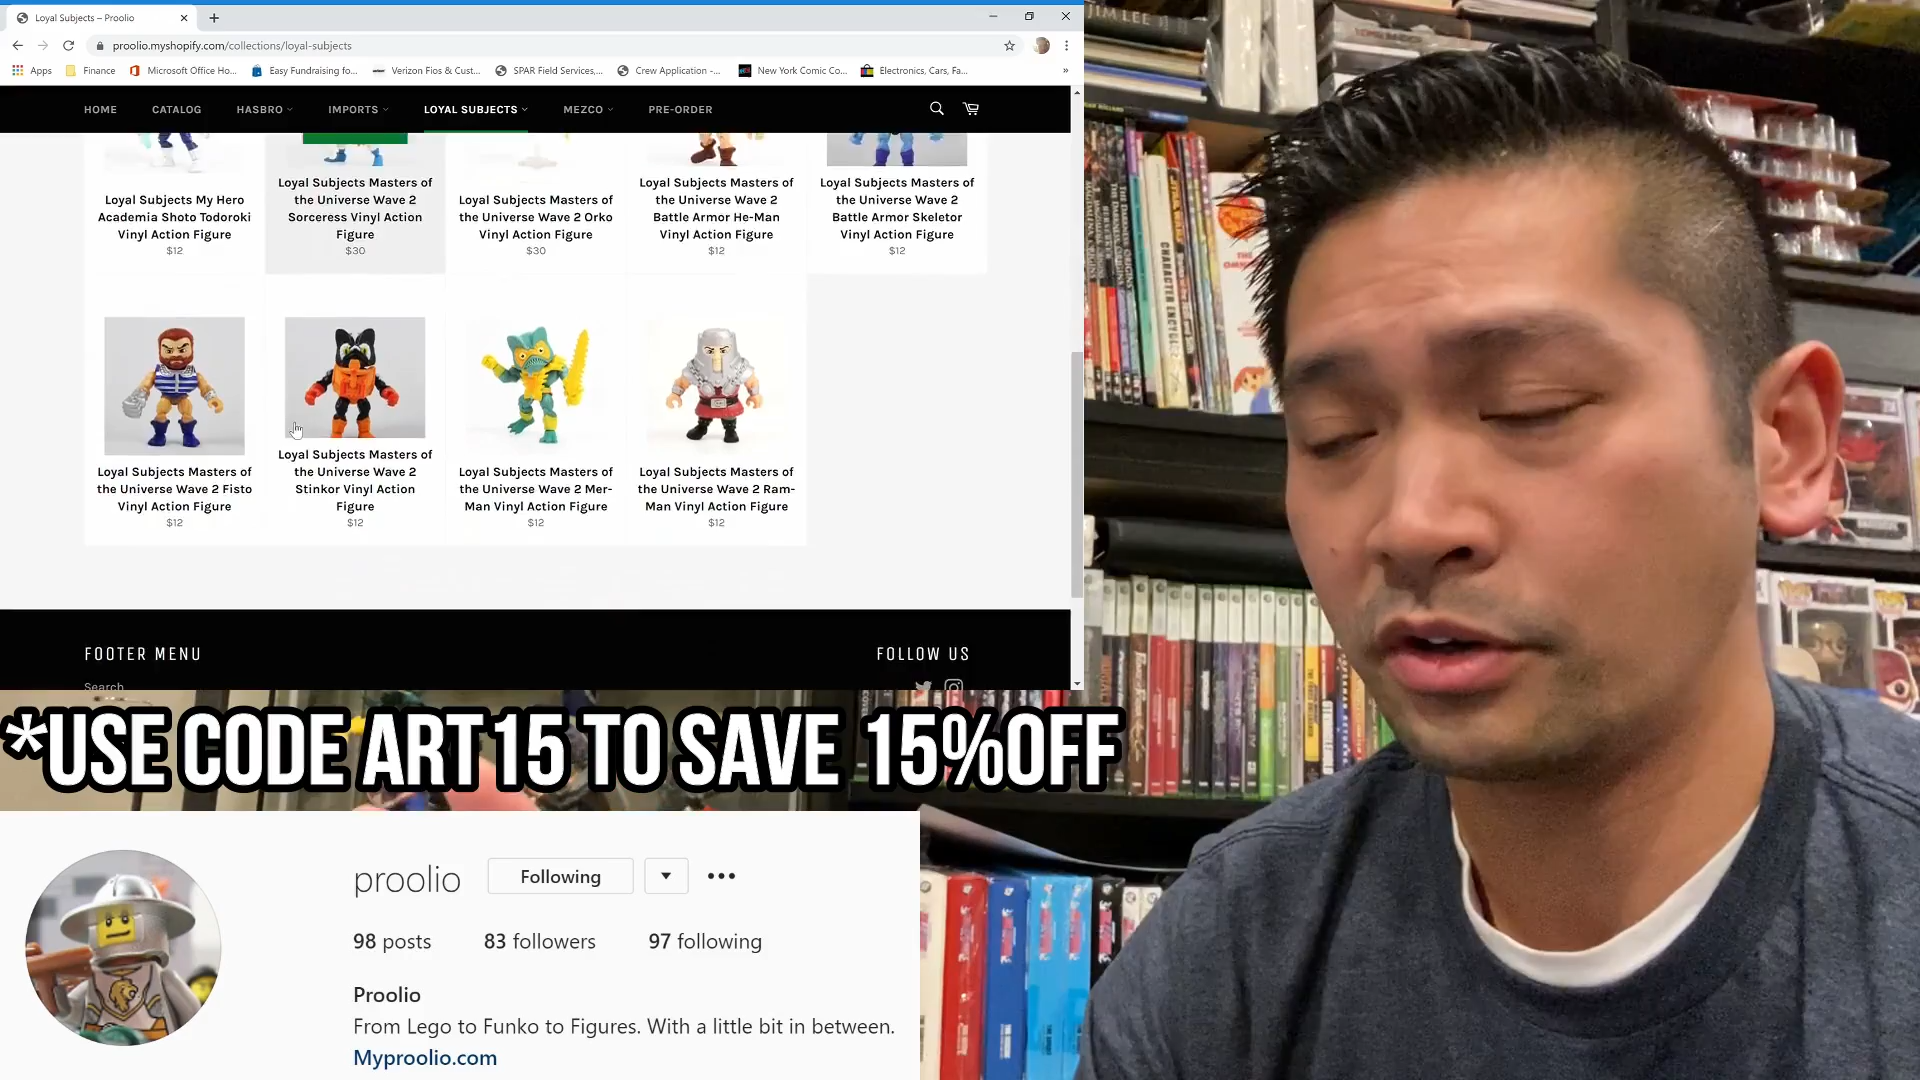 Loyal Subjects – Proolio
proolio.myshopify.com/collections/loyal-subjects
Apps Finance Microsoft Office Ho... Easy Fundraising fo... Verizon Fios & Cust... SPAR Field Services,... Crew Application -... New York Comic Co... Electronics, Cars, Fa... »
HOME CATALOG HASBRO IMPORTS LOYAL SUBJECTS MEZCO PRE-ORDER
Loyal Subjects My Hero
Academia Shoto Todoroki
Vinyl Action Figure
$12
Loyal Subjects Masters of
the Universe Wave 2
Sorceress Vinyl Action
Figure
$30
Loyal Subjects Masters of
the Universe Wave 2 Orko
Vinyl Action Figure
$30
Loyal Subjects Masters of
the Universe Wave 2
Battle Armor He-Man
Vinyl Action Figure
$12
Loyal Subjects Masters of
the Universe Wave 2
Battle Armor Skeletor
Vinyl Action Figure
$12
Loyal Subjects Masters of
the Universe Wave 2 Fisto
Vinyl Action Figure
$12
Loyal Subjects Masters of
the Universe Wave 2
Stinkor Vinyl Action
Figure
$12
Loyal Subjects Masters of
the Universe Wave 2 Mer-
Man Vinyl Action Figure
$12
Loyal Subjects Masters of
the Universe Wave 2 Ram-
Man Vinyl Action Figure
$12
FOOTER MENU
FOLLOW US
Search
*USE CODE ART15 TO SAVE 15%OFF
proolio Following
98 posts 83 followers 97 following
Proolio
From Lego to Funko to Figures. With a little bit in between.
Myproolio.com
JIM LEE
CHARACTER ENCYC